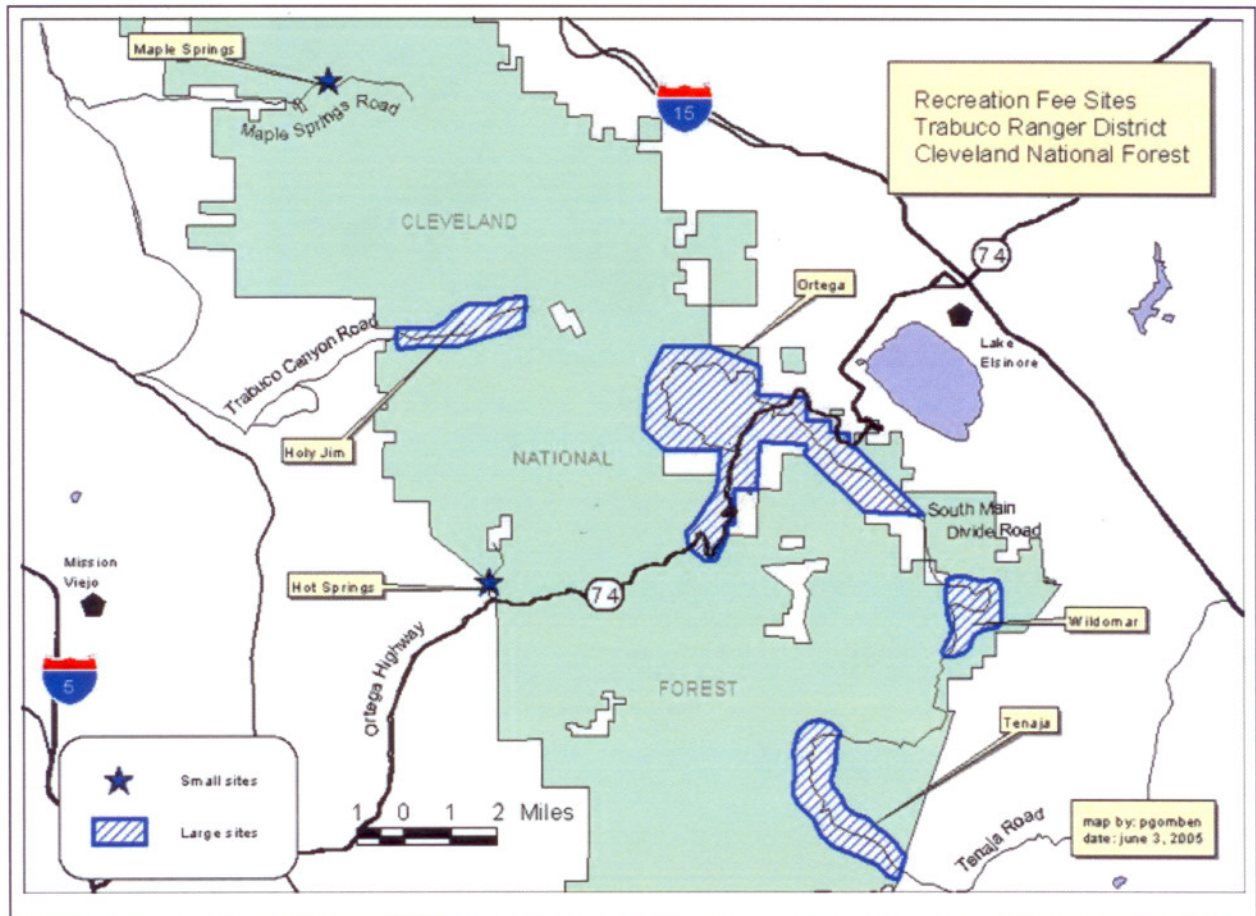 Maple Springs
Maple Springs Road
15
Recreation Fee Sites
Trabuco Ranger District
Cleveland National Forest
CLEVELAND
74
Ortega
Lake
Elsinore
Trabuco Canyon Road
Holy Jim
NATIONAL
South Main
Divide Road
Mission
Viejo
Hot Springs
74
Wildomar
5
Ortega Highway
FOREST
Tenaja
Small sites
Large sites
1 0 1 2 Miles
Tenaja Road
map by: pgomben
date: june 3, 2005